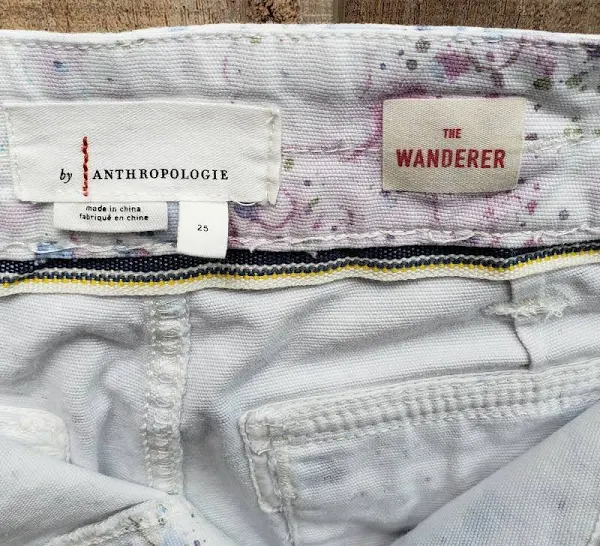 by ANTHROPOLOGIE
made in china
fabriqué en chine
25
THE
WANDERER